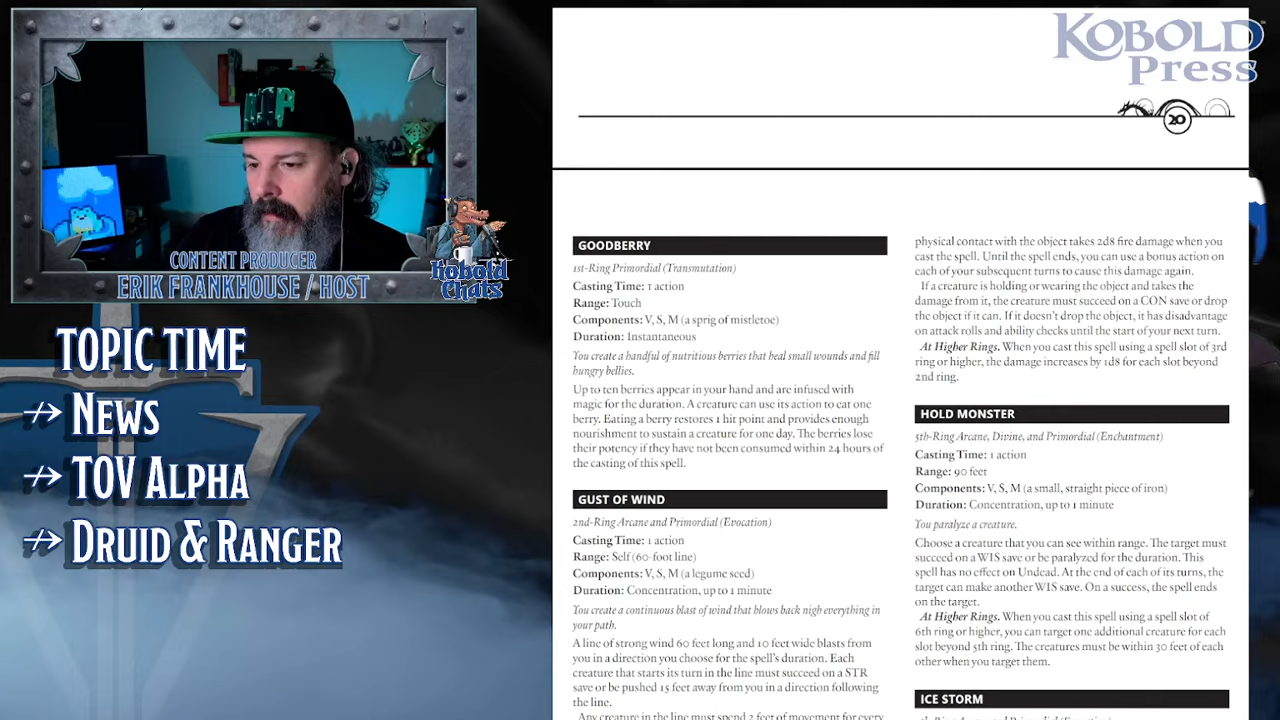 KOBOLD
Press
20
CONTENT PRODUCER
ERIK FRANKHOUSE / HOST
Kobold
Chats
TOPIC TIME
News
TOV Alpha
Druid & Ranger
GOODBERRY
1st-Ring Primordial (Transmutation)
Casting Time: 1 action
Range: Touch
Components: V, S, M (a sprig of mistletoe)
Duration: Instantaneous
You create a handful of nutritious berries that heal small wounds and fill
hungry bellies.
Up to ten berries appear in your hand and are infused with
magic for the duration. A creature can use its action to eat one
berry. Eating a berry restores 1 hit point and provides enough
nourishment to sustain a creature for one day. The berries lose
their potency if they have not been consumed within 24 hours of
the casting of this spell.
GUST OF WIND
2nd-Ring Arcane and Primordial (Evocation)
Casting Time: 1 action
Range: Self (60-foot line)
Components: V, S, M (a legume seed)
Duration: Concentration, up to 1 minute
You create a continuous blast of wind that blows back nigh everything in
your path.
A line of strong wind 60 feet long and 10 feet wide blasts from
you in a direction you choose for the spell's duration. Each
creature that starts its turn in the line must succeed on a STR
save or be pushed 15 feet away from you in a direction following
the line.
Any creature in the line must spend 2 feet of movement for every
physical contact with the object takes 2d8 fire damage when you
cast the spell. Until the spell ends, you can use a bonus action on
each of your subsequent turns to cause this damage again.
If a creature is holding or wearing the object and takes the
damage from it, the creature must succeed on a CON save or drop
the object if it can. If it doesn't drop the object, it has disadvantage
on attack rolls and ability checks until the start of your next turn.
At Higher Rings. When you cast this spell using a spell slot of 3rd
ring or higher, the damage increases by 1d8 for each slot beyond
2nd ring.
HOLD MONSTER
5th-Ring Arcane, Divine, and Primordial (Enchantment)
Casting Time: 1 action
Range: 90 feet
Components: V, S, M (a small, straight piece of iron)
Duration: Concentration, up to 1 minute
You paralyze a creature.
Choose a creature that you can see within range. The target must
succeed on a WIS save or be paralyzed for the duration. This
spell has no effect on Undead. At the end of each of its turns, the
target can make another WIS save. On a success, the spell ends
on the target.
At Higher Rings. When you cast this spell using a spell slot of
6th ring or higher, you can target one additional creature for each
slot beyond 5th ring. The creatures must be within 30 feet of each
other when you target them.
ICE STORM